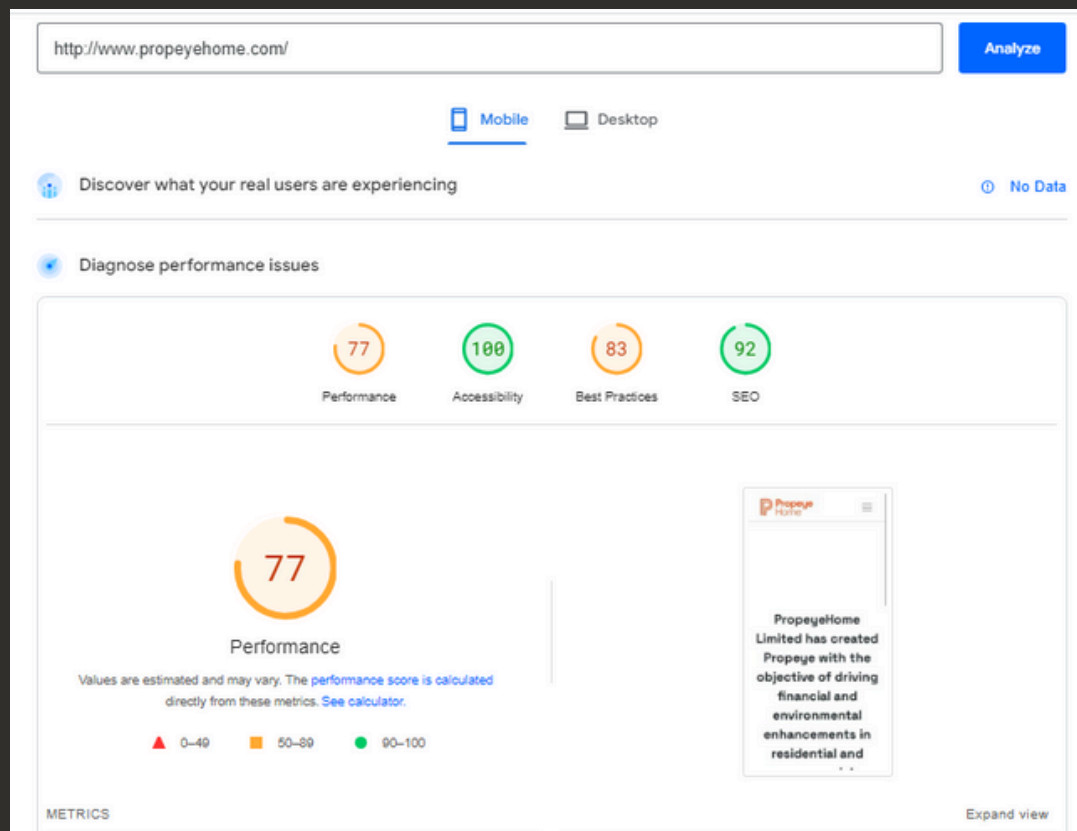 http://www.propeyehome.com/
Analyze
Mobile
Desktop
Discover what your real users are experiencing
No Data
Diagnose performance issues
77
100
83
92
Performance
Accessibility
Best Practices
SEO
77
Performance
Values are estimated and may vary. The performance score is calculated
directly from these metrics. See calculator.
0–49
50–89
90–100
Propeye
Home
PropeyeHome
Limited has created
Propeye with the
objective of driving
financial and
environmental
enhancements in
residential and
METRICS
Expand view